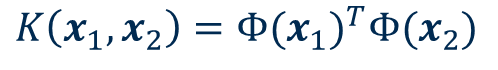 K(x₁, x₂) = Φ(x₁)ᵀΦ(x₂)